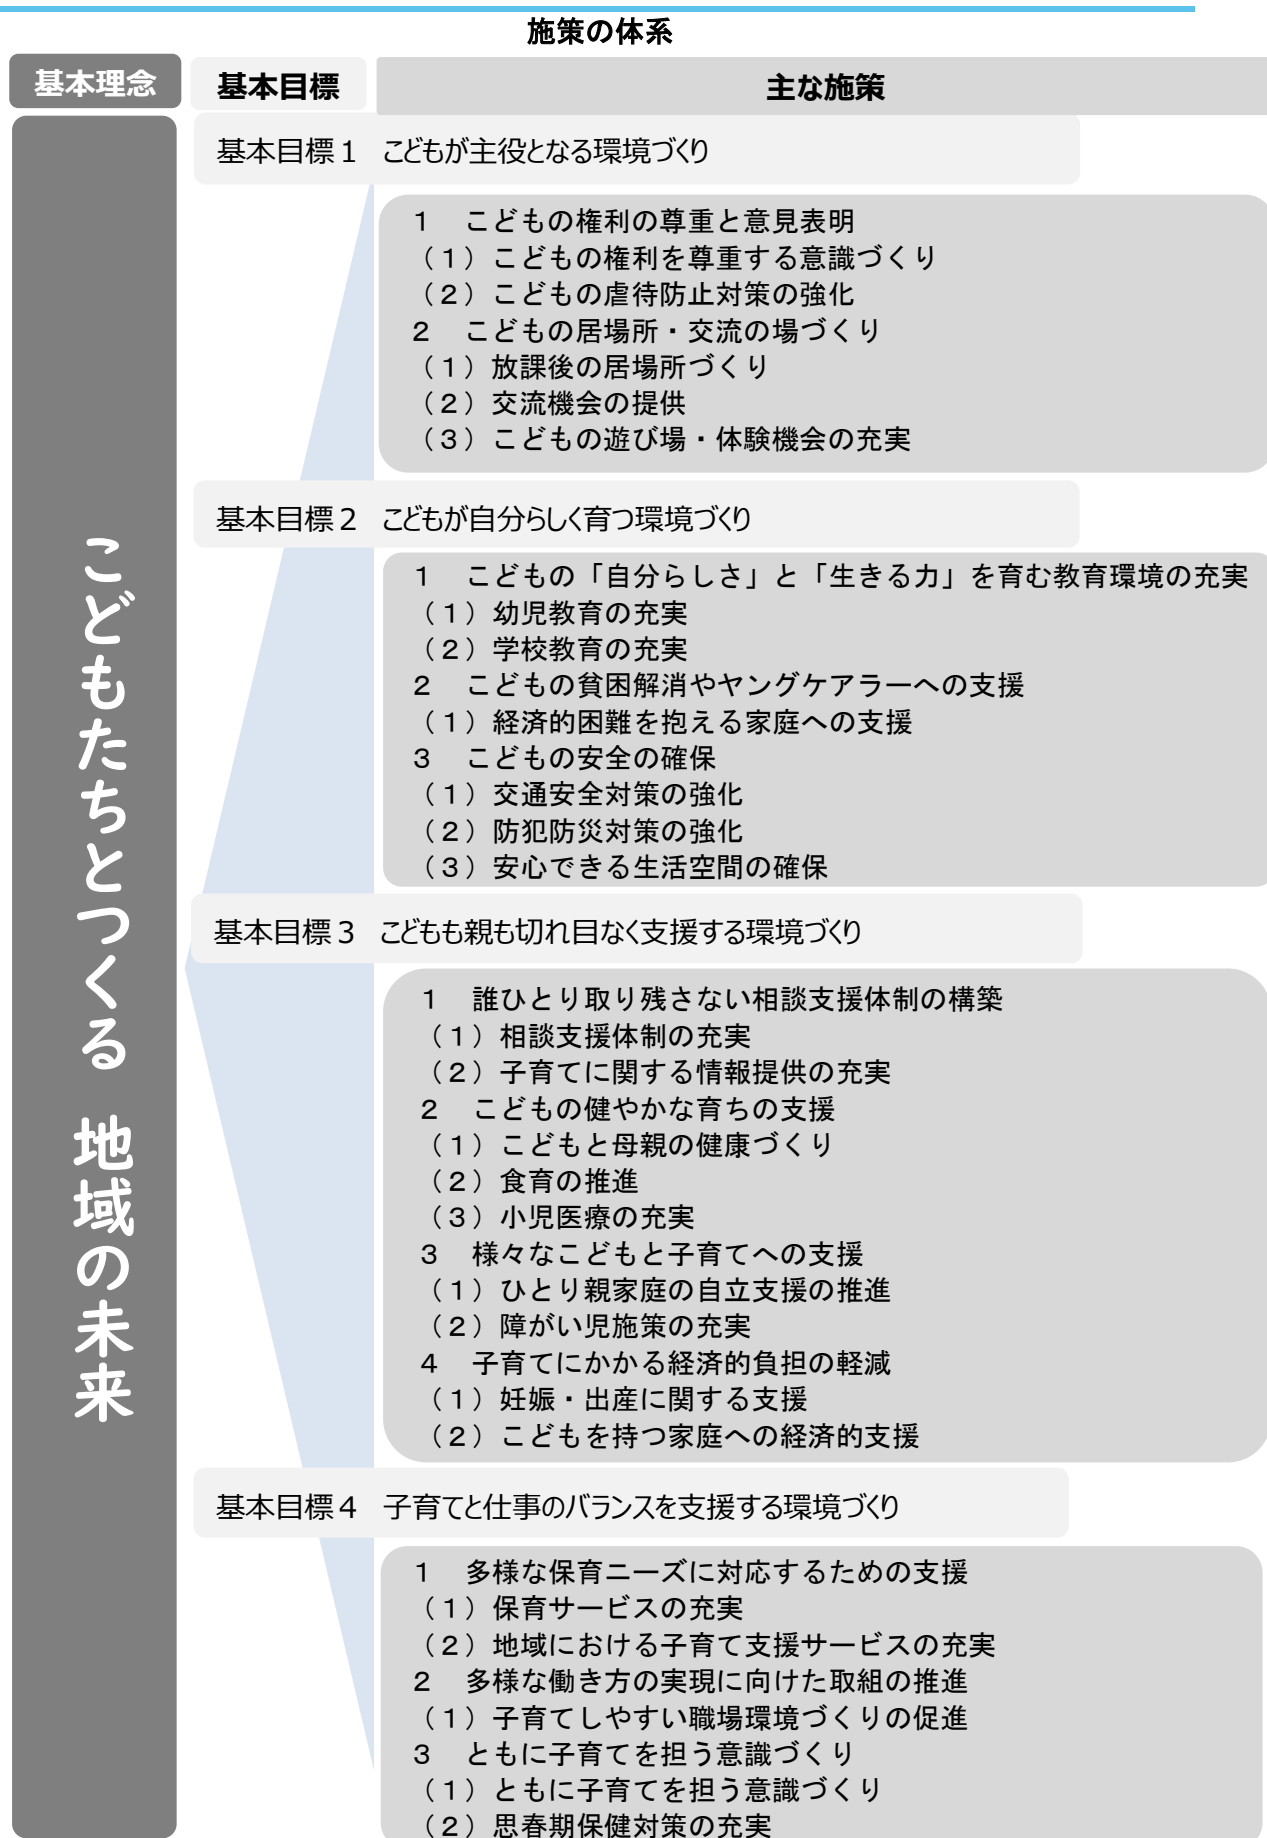 施策の体系
基本理念
基本目標
主な施策
こどもたちとつくる 地域の未来
基本目標１ こどもが主役となる環境づくり
１ こどもの権利の尊重と意見表明
（１）こどもの権利を尊重する意識づくり
（２）こどもの虐待防止対策の強化
２ こどもの居場所・交流の場づくり
（１）放課後の居場所づくり
（２）交流機会の提供
（３）こどもの遊び場・体験機会の充実
基本目標２ こどもが自分らしく育つ環境づくり
１ こどもの「自分らしさ」と「生きる力」を育む教育環境の充実
（１）幼児教育の充実
（２）学校教育の充実
２ こどもの貧困解消やヤングケアラーへの支援
（１）経済的困難を抱える家庭への支援
３ こどもの安全の確保
（１）交通安全対策の強化
（２）防犯防災対策の強化
（３）安心できる生活空間の確保
基本目標３ こどもも親も切れ目なく支援する環境づくり
１ 誰ひとり取り残さない相談支援体制の構築
（１）相談支援体制の充実
（２）子育てに関する情報提供の充実
２ こどもの健やかな育ちの支援
（１）こどもと母親の健康づくり
（２）食育の推進
（３）小児医療の充実
３ 様々なこどもと子育てへの支援
（１）ひとり親家庭の自立支援の推進
（２）障がい児施策の充実
４ 子育てにかかる経済的負担の軽減
（１）妊娠・出産に関する支援
（２）こどもを持つ家庭への経済的支援
基本目標４ 子育てと仕事のバランスを支援する環境づくり
１ 多様な保育ニーズに対応するための支援
（１）保育サービスの充実
（２）地域における子育て支援サービスの充実
２ 多様な働き方の実現に向けた取組の推進
（１）子育てしやすい職場環境づくりの促進
３ ともに子育てを担う意識づくり
（１）ともに子育てを担う意識づくり
（２）思春期保健対策の充実